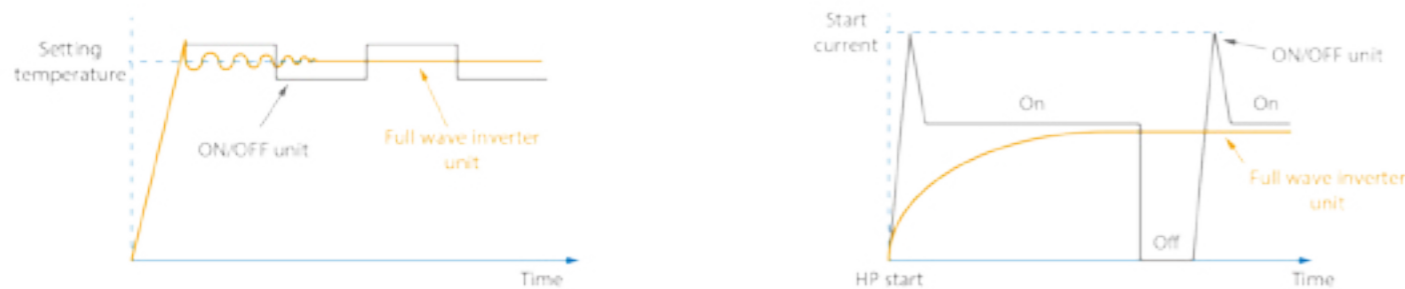 Setting
temperature
ON/OFF unit
Full wave inverter
unit
Time
Start
current
ON/OFF unit
On
On
Full wave inverter
unit
Off
HP start
Time